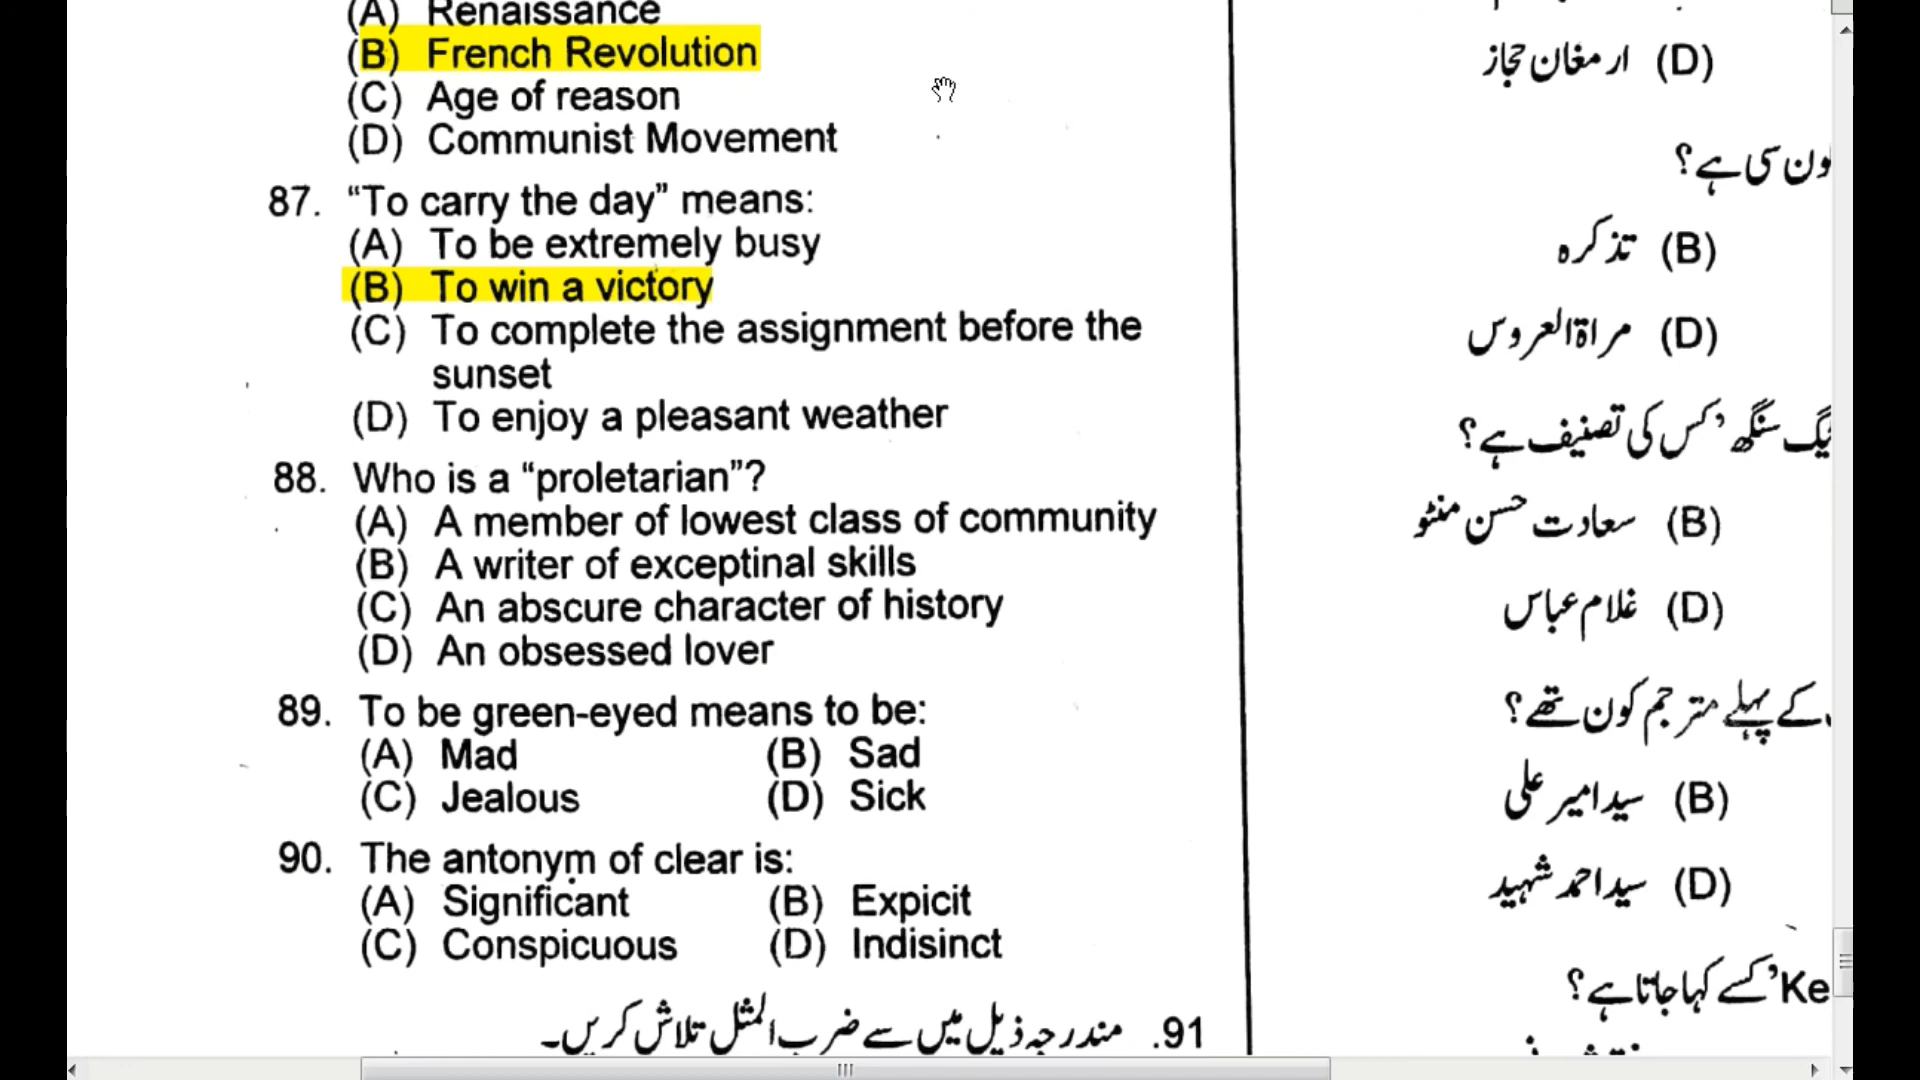 (A) Renaissance
(B) French Revolution
(C) Age of reason
(D) Communist Movement
87. “To carry the day” means:
(A) To be extremely busy
(B) To win a victory
(C) To complete the assignment before the
sunset
(D) To enjoy a pleasant weather
88. Who is a “proletarian”?
(A) A member of lowest class of community
(B) A writer of exceptinal skills
(C) An abscure character of history
(D) An obsessed lover
89. To be green-eyed means to be:
(A) Mad (B) Sad
(C) Jealous (D) Sick
90. The antonym of clear is:
(A) Significant (B) Expicit
(C) Conspicuous (D) Indisinct
91. مندرجہ ذیل میں سے ضرب المثل تلاش کریں۔
(D) ارمغان حجاز
سی ہے؟
(B) تذکرہ
(D) مراۃالعروس
سنگھ’ کس کی تصنیف ہے؟
(B) سعادت حسن منٹو
(D) غلام عباس
کے پہلے مترجم کون تھے؟
(B) سید امیر علی
(D) سید احمد شہید
Ke’ کسے کہا جاتا ہے؟